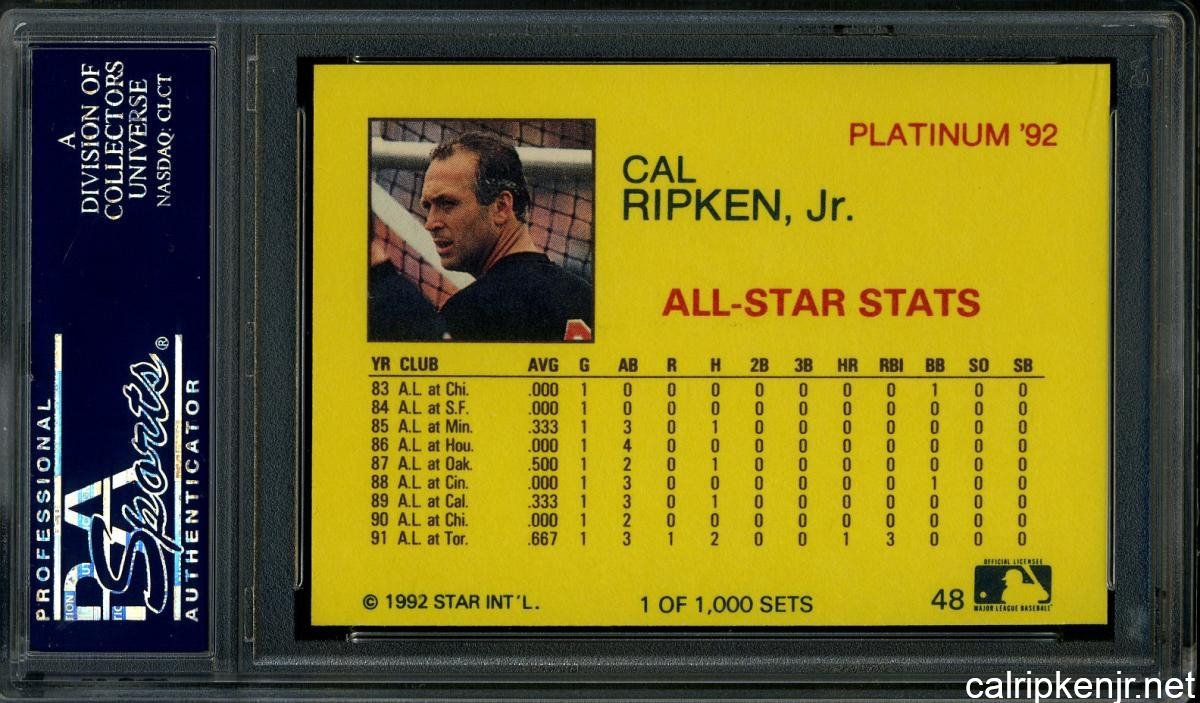 A
DIVISION OF
COLLECTORS
UNIVERSE
NASDAQ: CLCT
PROFESSIONAL
PSA
Sports®
AUTHENTICATOR
PLATINUM '92
CAL
RIPKEN, Jr.
ALL-STAR STATS
YR CLUB AVG G AB R H 2B 3B HR RBI BB SO SB
83 A.L. at Chi. .000 1 0 0 0 0 0 0 0 1 0 0
84 A.L. at S.F. .000 1 0 0 0 0 0 0 0 0 0 0
85 A.L. at Min. .333 1 3 0 1 0 0 0 0 0 0 0
86 A.L. at Hou. .000 1 4 0 0 0 0 0 0 0 0 0
87 A.L. at Oak. .500 1 2 0 1 0 0 0 0 0 0 0
88 A.L. at Cin. .000 1 3 0 0 0 0 0 0 1 0 0
89 A.L. at Cal. .333 1 3 0 1 0 0 0 0 0 0 0
90 A.L. at Chi. .000 1 2 0 0 0 0 0 0 0 0 0
91 A.L. at Tor. .667 1 3 1 2 0 0 1 3 0 0 0
© 1992 STAR INT'L.
1 OF 1,000 SETS
48
OFFICIAL LICENSEE
MAJOR LEAGUE BASEBALL
calripkenjr.net